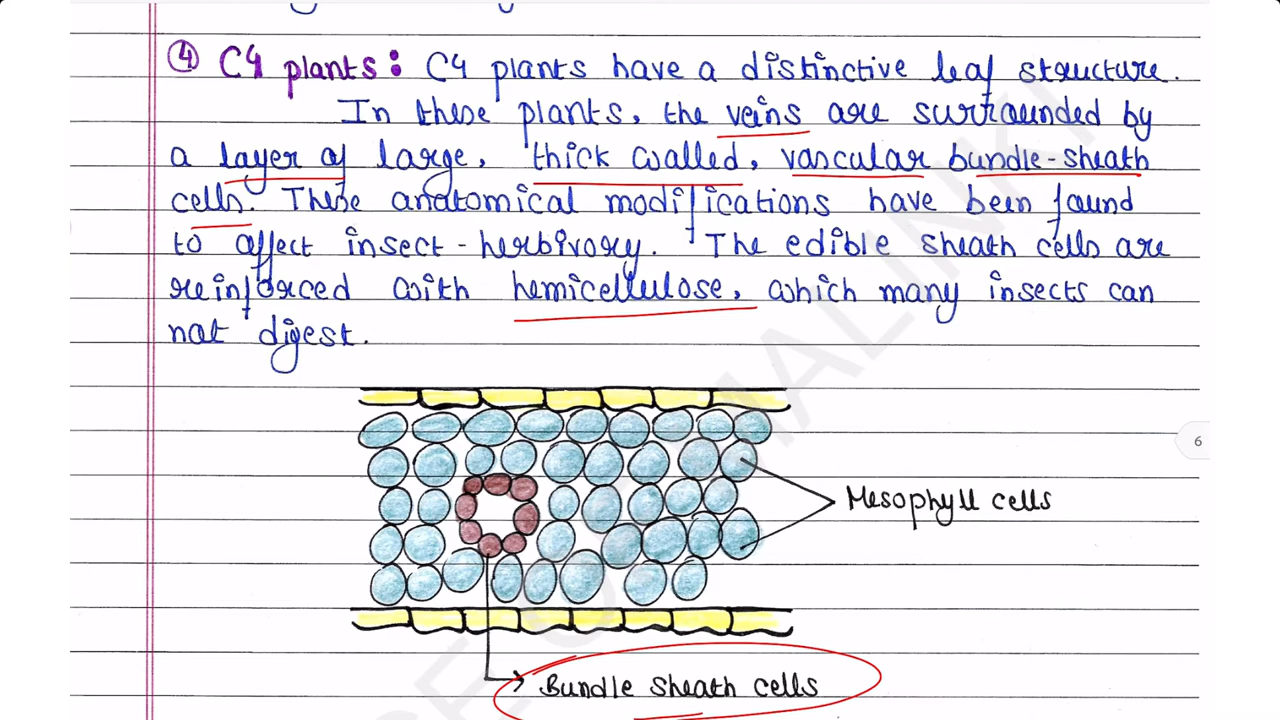 ④ C4 plants: C4 plants have a distinctive leaf structure.
In these plants, the veins are surrounded by
a layer of large, thick walled, vascular bundle-sheath
cells. These anatomical modifications have been found
to affect insect-herbivory. The edible sheath cells are
reinforced with hemicellulose, which many insects can
not digest.
6
Mesophyll cells
Bundle sheath cells